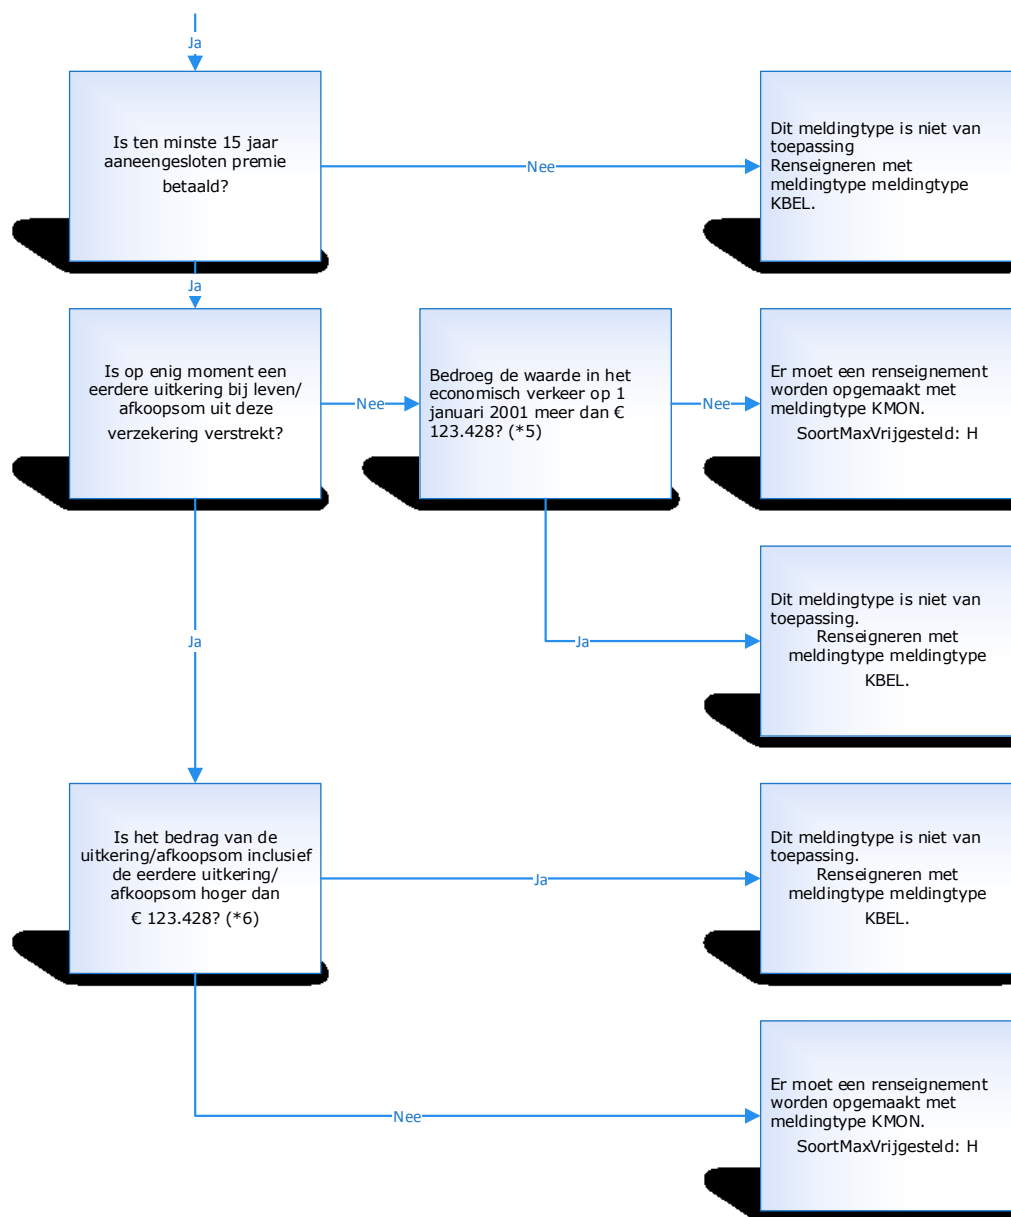 Ja
Is ten minste 15 jaar
aaneengesloten premie
betaald?
Nee
Dit meldingtype is niet van
toepassing
Renseigneren met
meldingtype meldingtype
KBEL.
Ja
Is op enig moment een
eerdere uitkering bij leven/
afkoopsom uit deze
verzekering verstrekt?
Nee
Bedroeg de waarde in het
economisch verkeer op 1
januari 2001 meer dan €
123.428? (*5)
Nee
Er moet een renseignement
worden opgemaakt met
meldingtype KMON.
SoortMaxVrijgesteld: H
Ja
Dit meldingtype is niet van
toepassing.
Renseigneren met
meldingtype meldingtype
KBEL.
Ja
Is het bedrag van de
uitkering/afkoopsom inclusief
de eerdere uitkering/
afkoopsom hoger dan
€ 123.428? (*6)
Ja
Dit meldingtype is niet van
toepassing.
Renseigneren met
meldingtype meldingtype
KBEL.
Nee
Er moet een renseignement
worden opgemaakt met
meldingtype KMON.
SoortMaxVrijgesteld: H